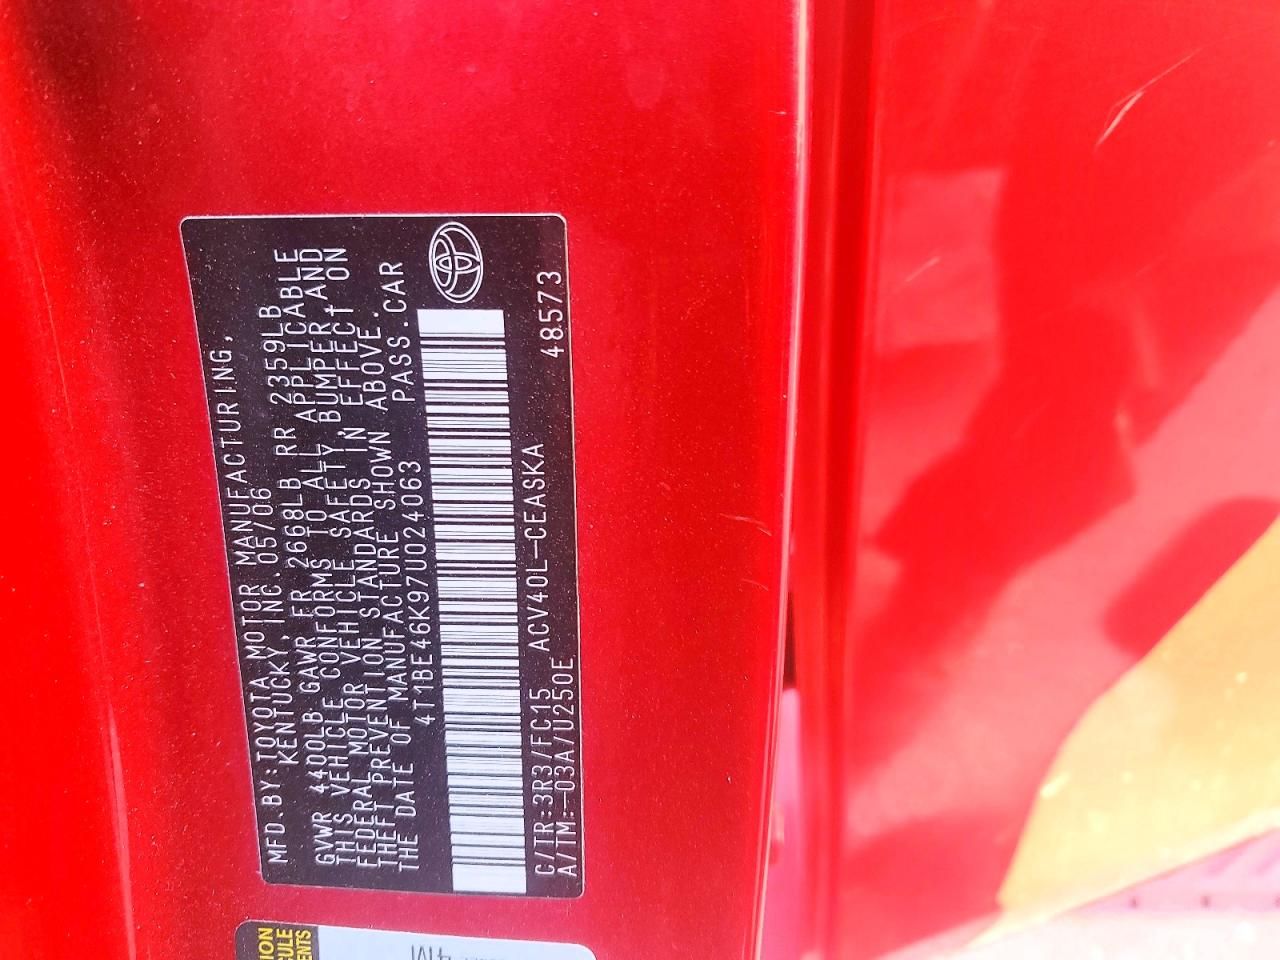 MFD.BY:TOYOTA MOTOR MANUFACTURING,
KENTUCKY, INC.05/06
GVWR 4400LB GAWR FR 2668LB RR 2359LB
THIS VEHICLE CONFORMS TO ALL APPLICABLE
FEDERAL MOTOR VEHICLE SAFETY,BUMPER,AND
THEFT PREVENTION STANDARDS IN EFFECT ON
THE DATE OF MANUFACTURE SHOWN ABOVE.
4T1BE46K97U024063 PASS.CAR
C/TR:3R3/FC15 ACV40L-CEASKA 48573
A/TM:-03A/U250E
4M